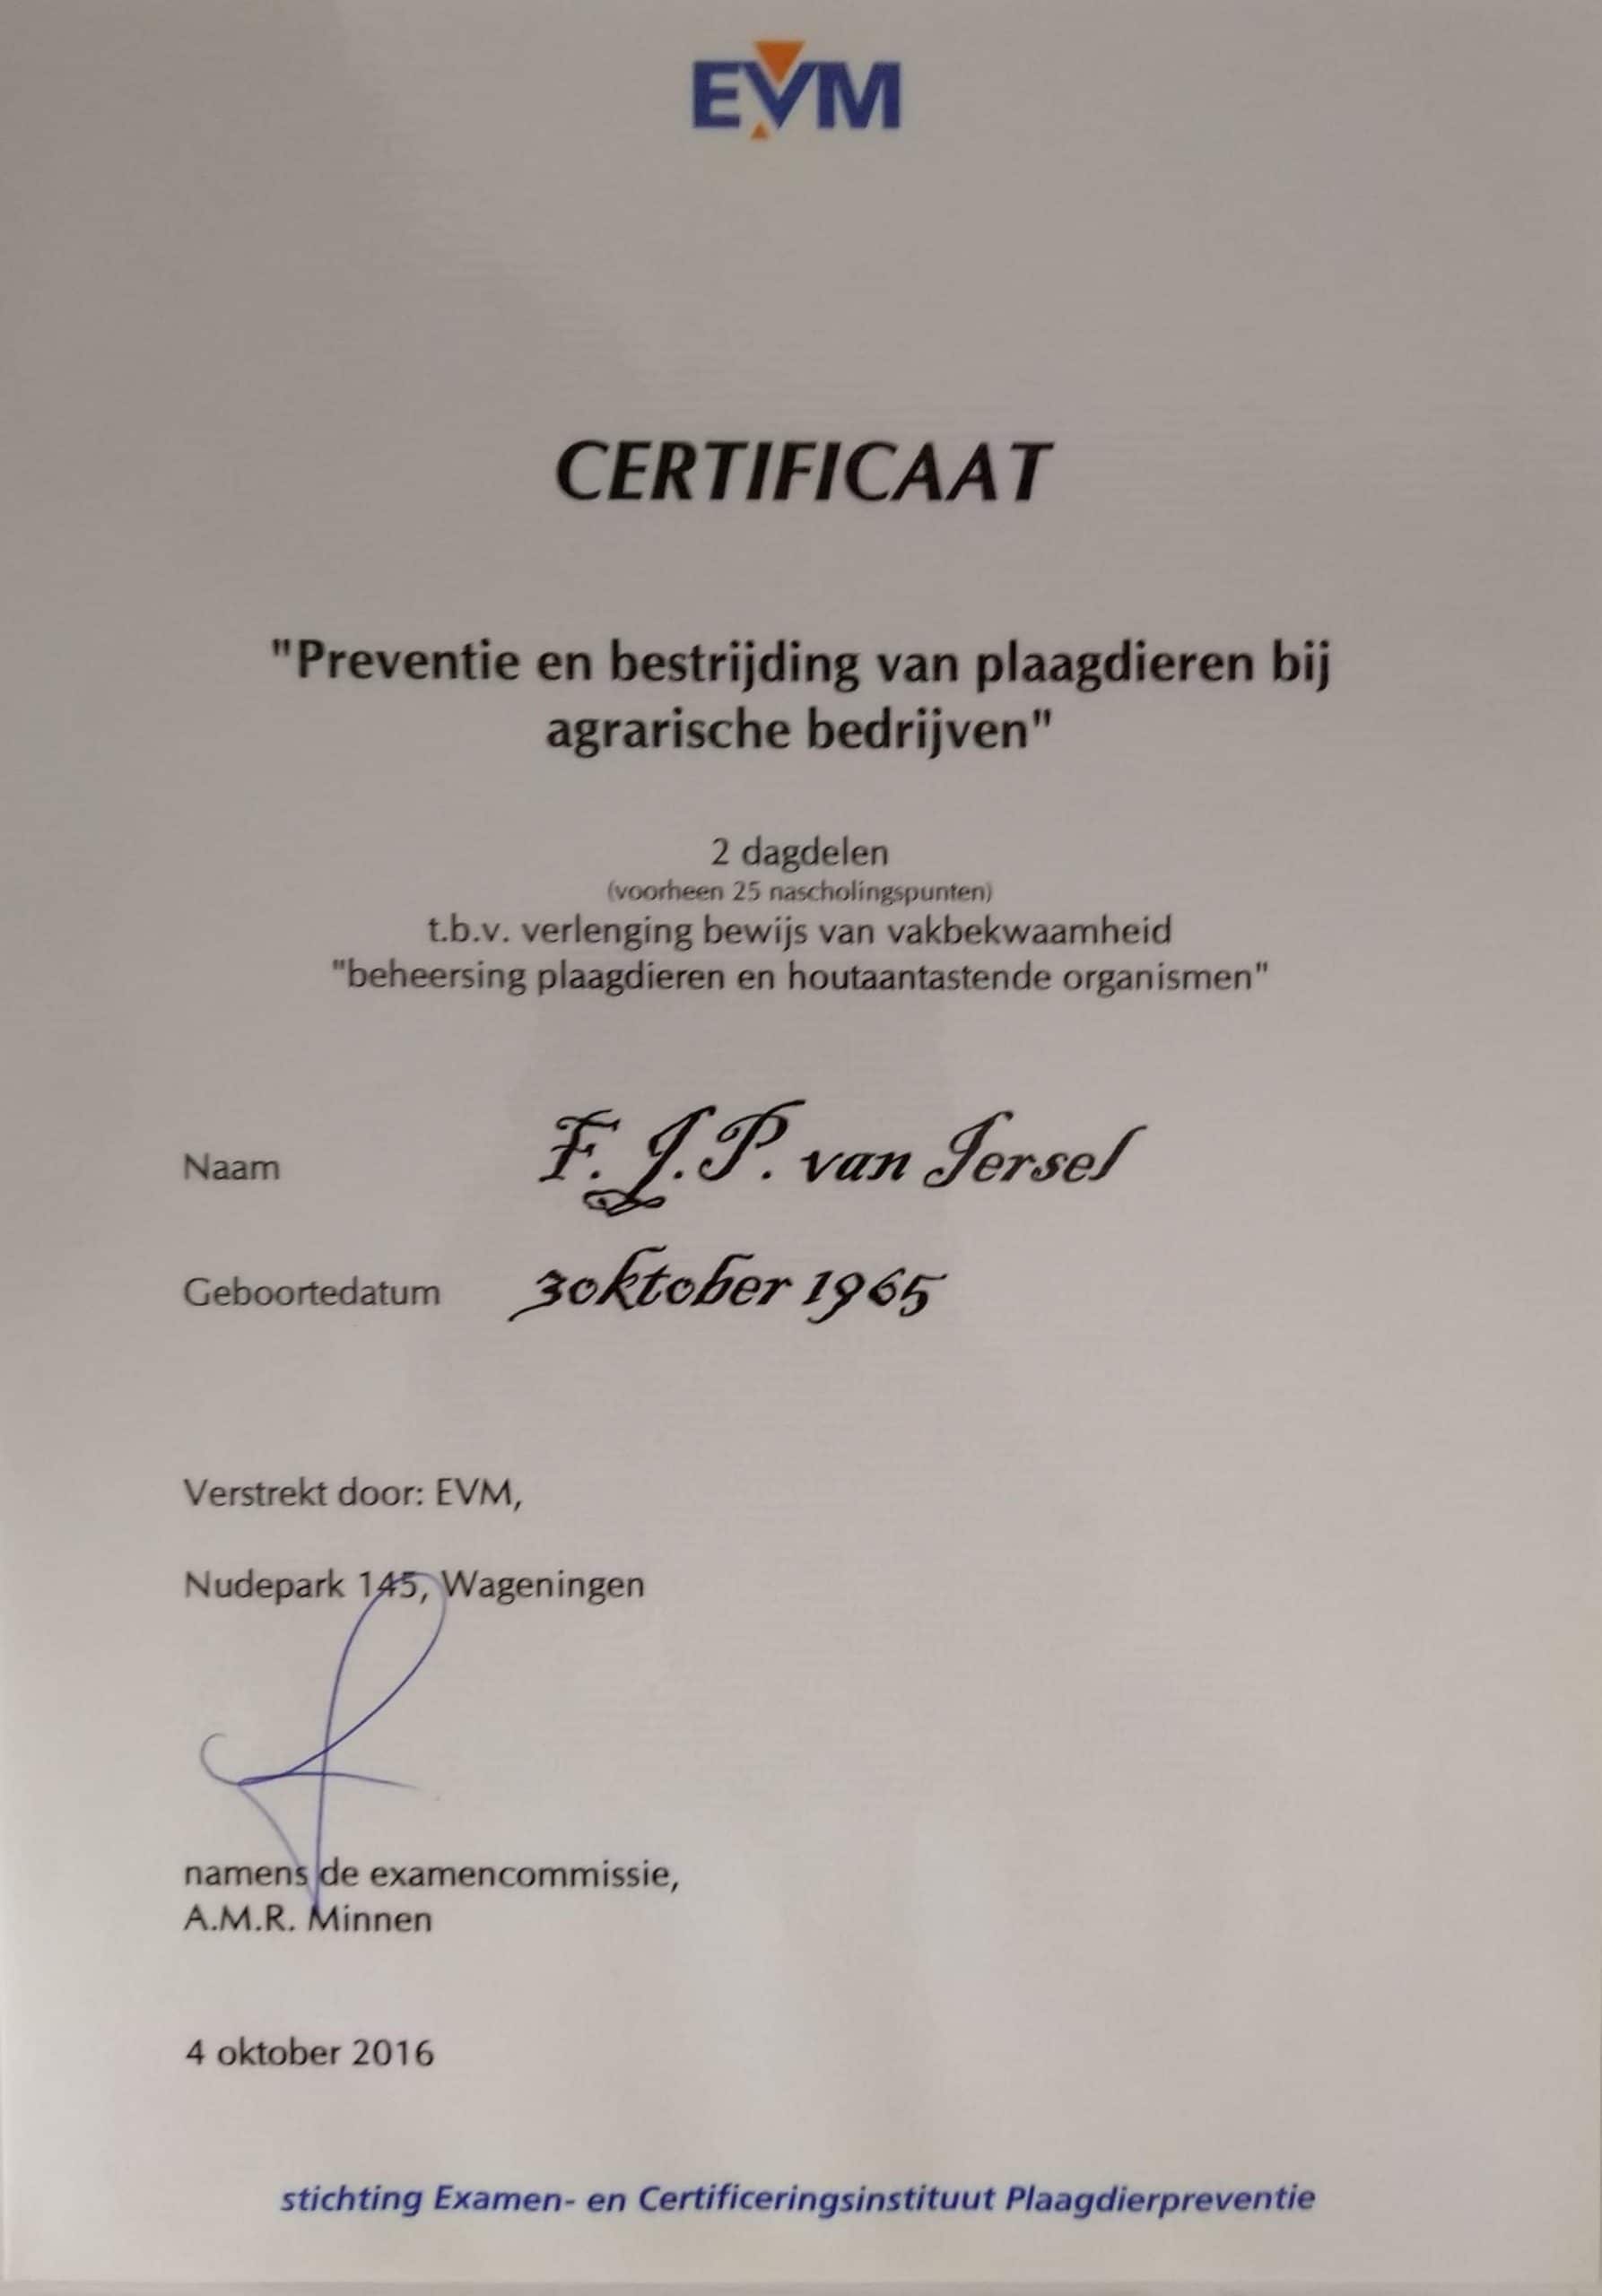 EVM
CERTIFICAAT
"Preventie en bestrijding van plaagdieren bij
agrarische bedrijven"
2 dagdelen
(voorheen 25 nascholingspunten)
t.b.v. verlenging bewijs van vakbekwaamheid
"beheersing plaagdieren en houtaantastende organismen"
Naam F. J.P. van Iersel
Geboortedatum 3oktober 1965
Verstrekt door: EVM,
Nudepark 145, Wageningen
namens de examencommissie,
A.M.R. Minnen
4 oktober 2016
stichting Examen- en Certificeringsinstituut Plaagdierpreventie